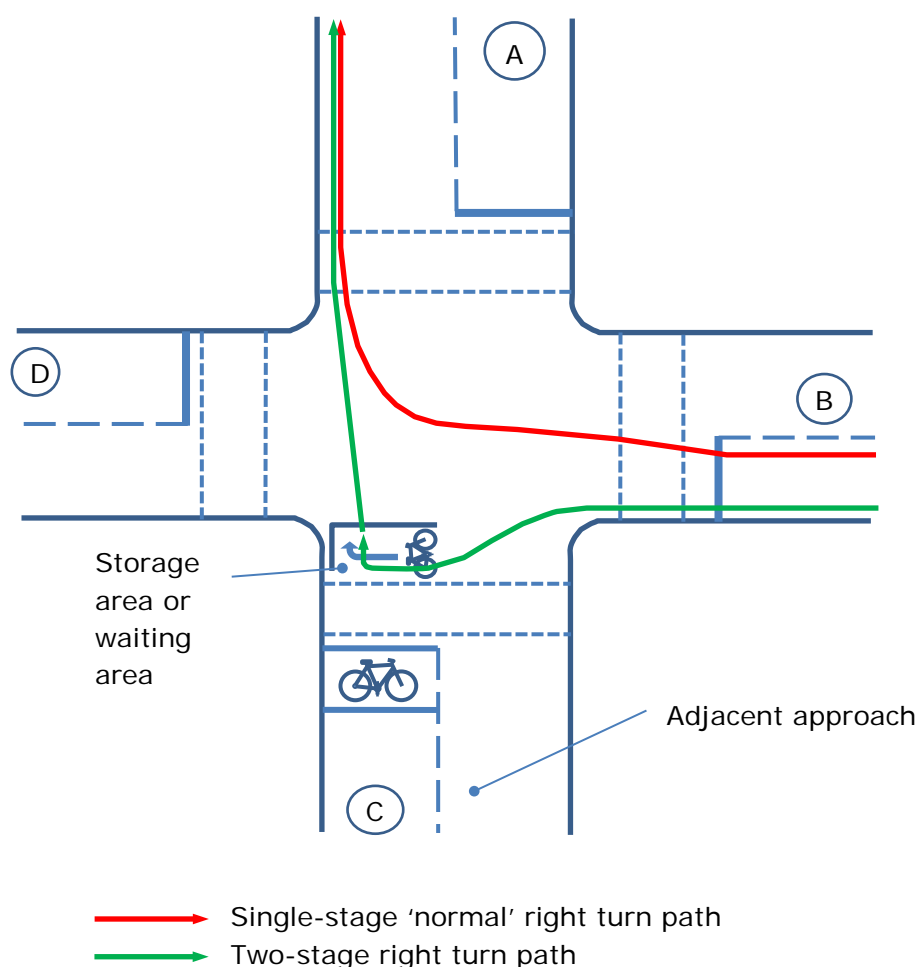 A
D
B
Storage
area or
waiting
area
Adjacent approach
C
Single-stage ‘normal’ right turn path
Two-stage right turn path